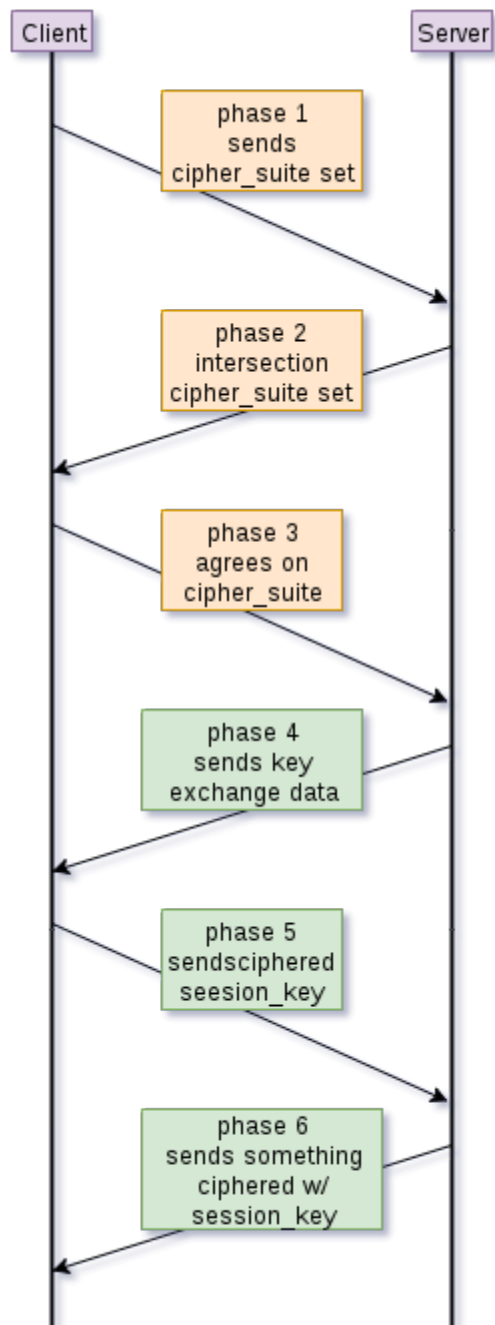 Client
Server
phase 1
sends
cipher_suite set
phase 2
intersection
cipher_suite set
phase 3
agrees on
cipher_suite
phase 4
sends key
exchange data
phase 5
sendsciphered
seesion_key
phase 6
sends something
ciphered w/
session_key